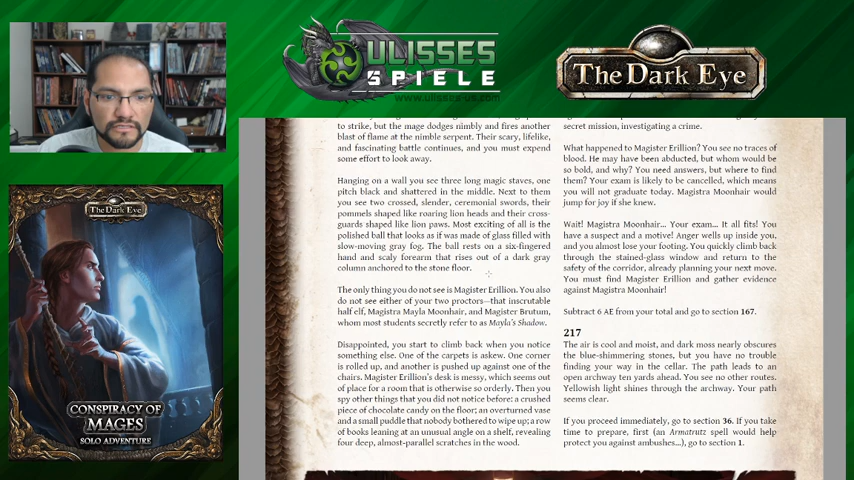 ULISSES
SPIELE
www.ulisses-us.com
The Dark Eye
The Dark Eye
CONSPIRACY OF
MAGES
SOLO ADVENTURE
to strike, but the mage dodges nimbly and fires another
blast of flame at the nimble serpent. Their scary, lifelike,
and fascinating battle continues, and you must expend
some effort to look away.
Hanging on a wall you see three long magic staves, one
pitch black and shattered in the middle. Next to them
you see two crossed, slender, ceremonial swords, their
pommels shaped like roaring lion heads and their cross-
guards shaped like lion paws. Most exciting of all is the
polished ball that looks as if was made of glass filled with
slow-moving gray fog. The ball rests on a six-fingered
hand and scaly forearm that rises out of a dark gray
column anchored to the stone floor.
The only thing you do not see is Magister Erillion. You also
do not see either of your two proctors—that inscrutable
half elf, Magistra Mayla Moonhair, and Magister Brutum,
whom most students secretly refer to as Mayla's Shadow.
Disappointed, you start to climb back when you notice
something else. One of the carpets is askew. One corner
is rolled up, and another is pushed up against one of the
chairs. Magister Erillion's desk is messy, which seems out
of place for a room that is otherwise so orderly. Then you
spy other things that you did not notice before: a crushed
piece of chocolate candy on the floor; an overturned vase
and a small puddle that nobody bothered to wipe up; a row
of books leaning at an unusual angle on a shelf, revealing
four deep, almost-parallel scratches in the wood.
secret mission, investigating a crime.
What happened to Magister Erillion? You see no traces of
blood. He may have been abducted, but whom would be
so bold, and why? You need answers, but where to find
them? Your exam is likely to be cancelled, which means
you will not graduate today. Magistra Moonhair would
jump for joy if she knew.
Wait! Magistra Moonhair... Your exam... It all fits! You
have a suspect and a motive! Anger wells up inside you,
and you almost lose your footing. You quickly climb back
through the stained-glass window and return to the
safety of the corridor, already planning your next move.
You must find Magister Erillion and gather evidence
against Magistra Moonhair!
Subtract 6 AE from your total and go to section 167.
217
The air is cool and moist, and dark moss nearly obscures
the blue-shimmering stones, but you have no trouble
finding your way in the cellar. The path leads to an
open archway ten yards ahead. You see no other routes.
Yellowish light shines through the archway. Your path
seems clear.
If you proceed immediately, go to section 36. If you take
time to prepare, first (an Armatrutz spell would help
protect you against ambushes...), go to section 1.